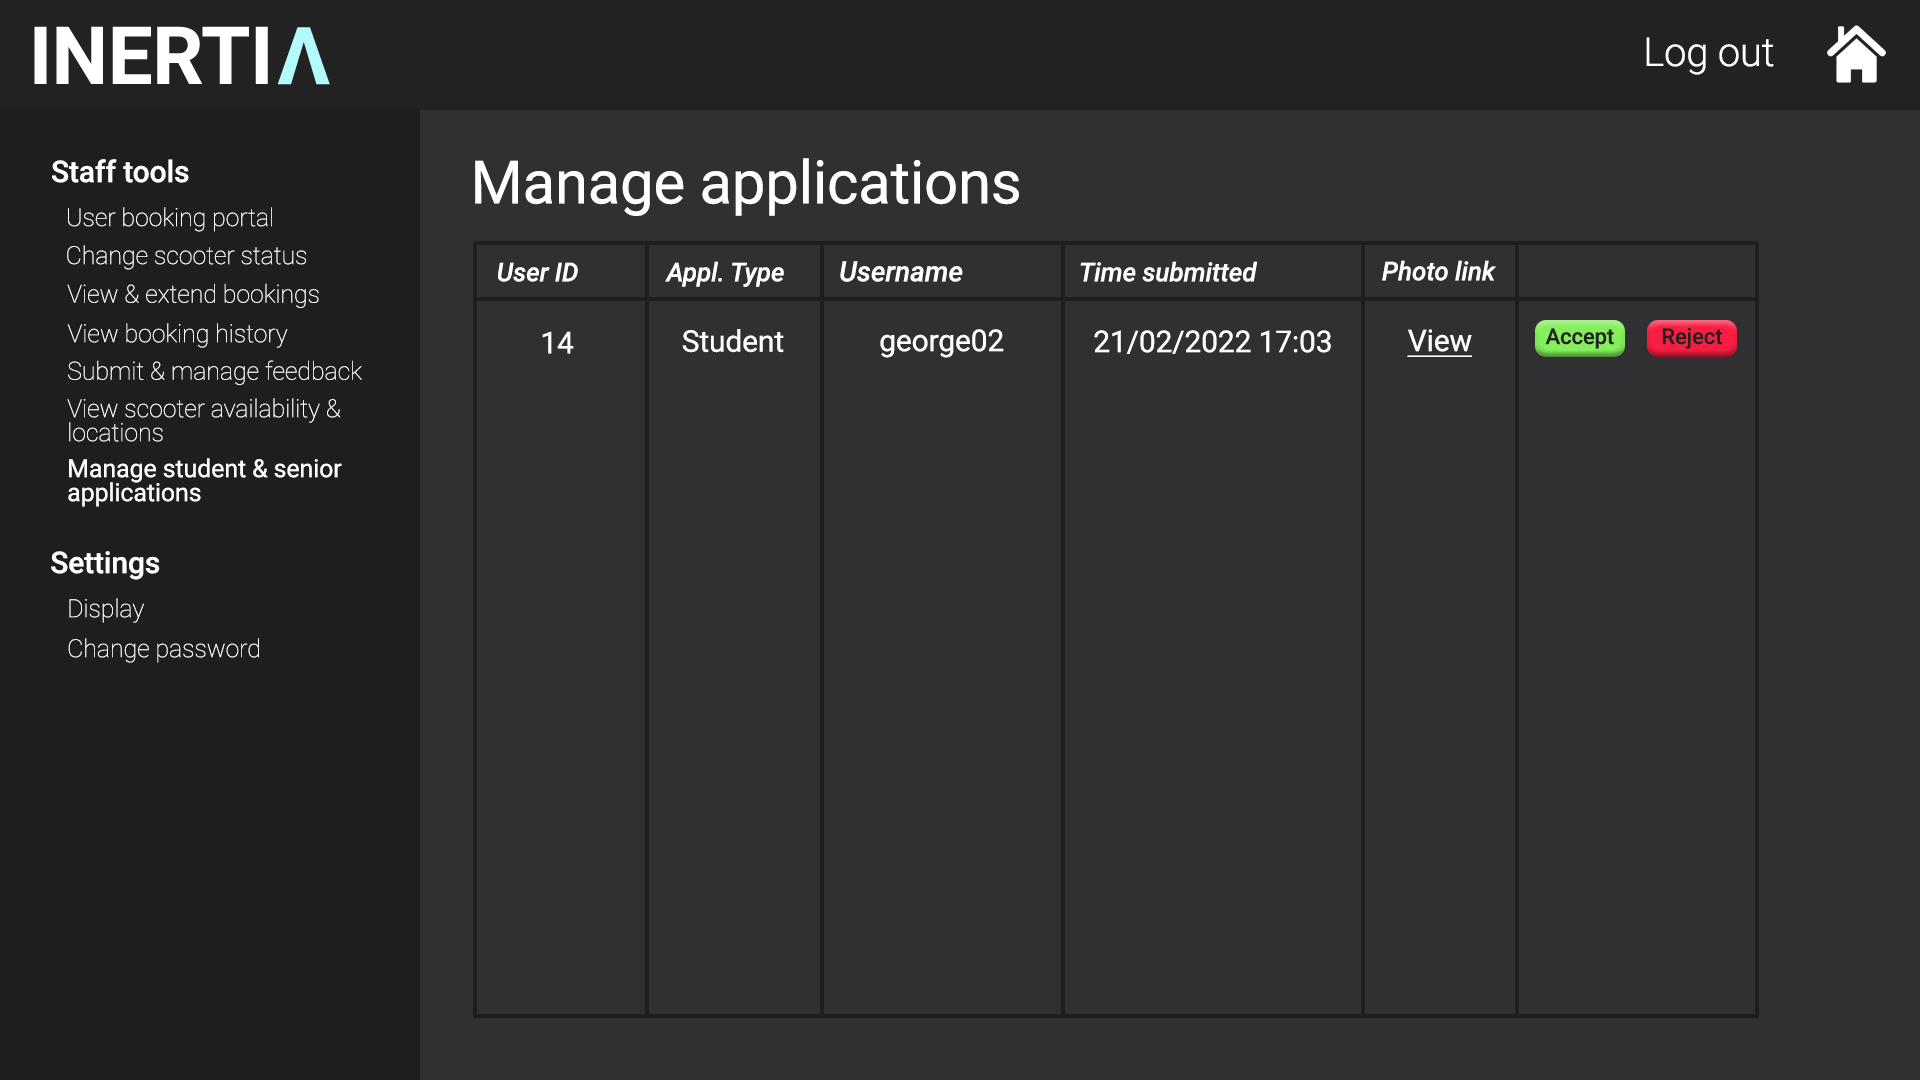 INERTIA
Log out
Staff tools
User booking portal
Change scooter status
View & extend bookings
View booking history
Submit & manage feedback
View scooter availability &
locations
Manage student & senior
applications
Settings
Display
Change password
Manage applications
User ID Appl. Type Username Time submitted Photo link
14 Student george02 21/02/2022 17:03 View Accept Reject